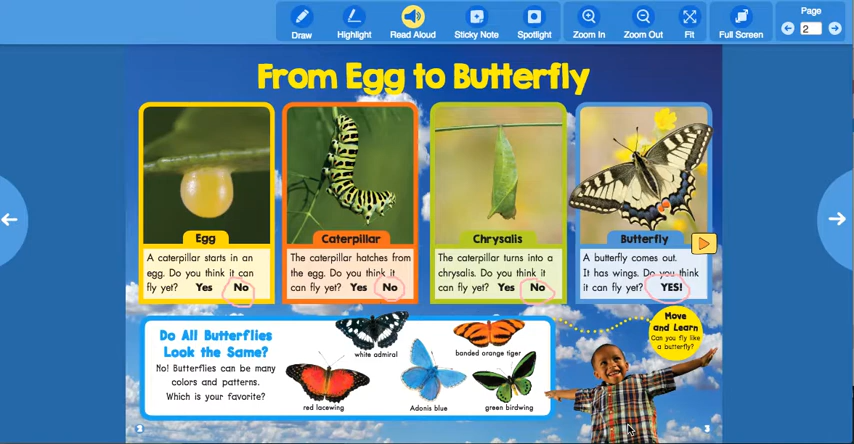 Page
Draw
Highlight
Read Aloud
Sticky Note
Spotlight
Zoom In
Zoom Out
Fit
Full Screen
2
From Egg to Butterfly
Egg
A caterpillar starts in an
egg. Do you think it can
fly yet? Yes No
Caterpillar
The caterpillar hatches from
the egg. Do you think it
can fly yet? Yes No
Chrysalis
The caterpillar turns into a
chrysalis. Do you think it
can fly yet? Yes No
Butterfly
A butterfly comes out.
It has wings. Do you think
it can fly yet? YES!
Do All Butterflies
Look the Same?
No! Butterflies can be many
colors and patterns.
Which is your favorite?
white admiral
banded orange tiger
red lacewing
Adonis blue
green birdwing
Move
and Learn
Can you fly like
a butterfly?
2
3